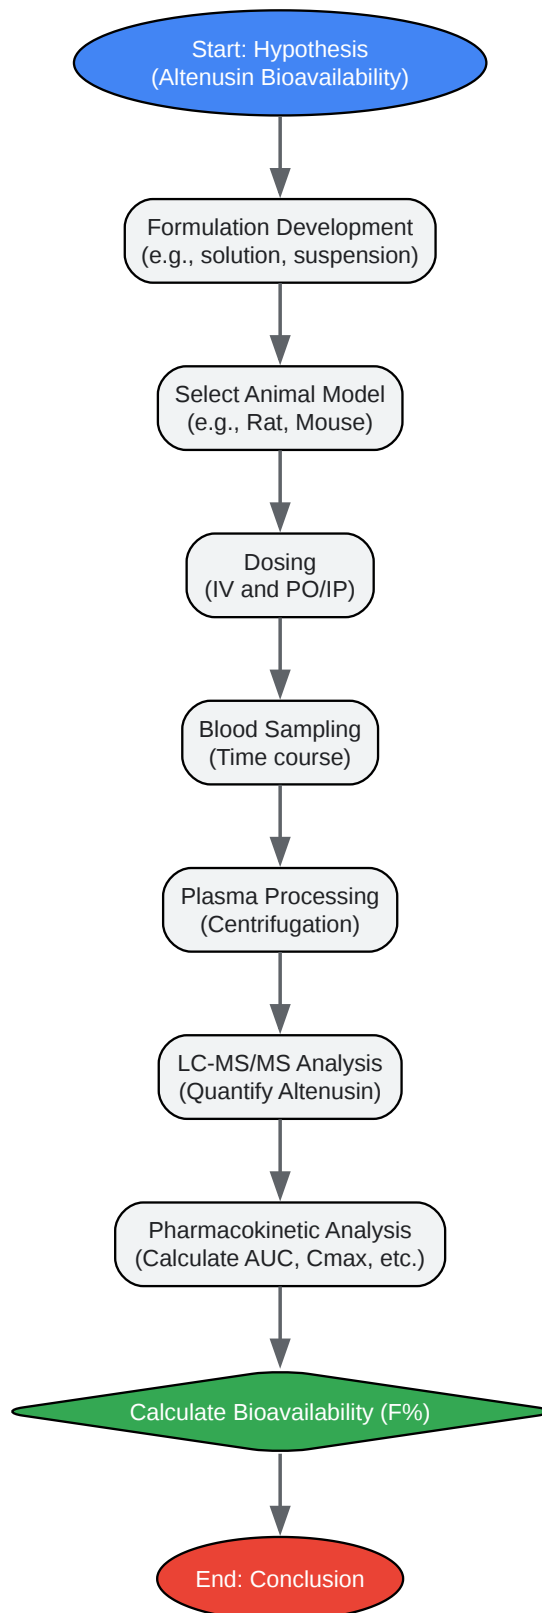 Start: Hypothesis
(Altenusin Bioavailability)
Formulation Development
(e.g., solution, suspension)
Select Animal Model
(e.g., Rat, Mouse)
Dosing
(IV and PO/IP)
Blood Sampling
(Time course)
Plasma Processing
(Centrifugation)
LC-MS/MS Analysis
(Quantify Altenusin)
Pharmacokinetic Analysis
(Calculate AUC, Cmax, etc.)
Calculate Bioavailability (F%)
End: Conclusion